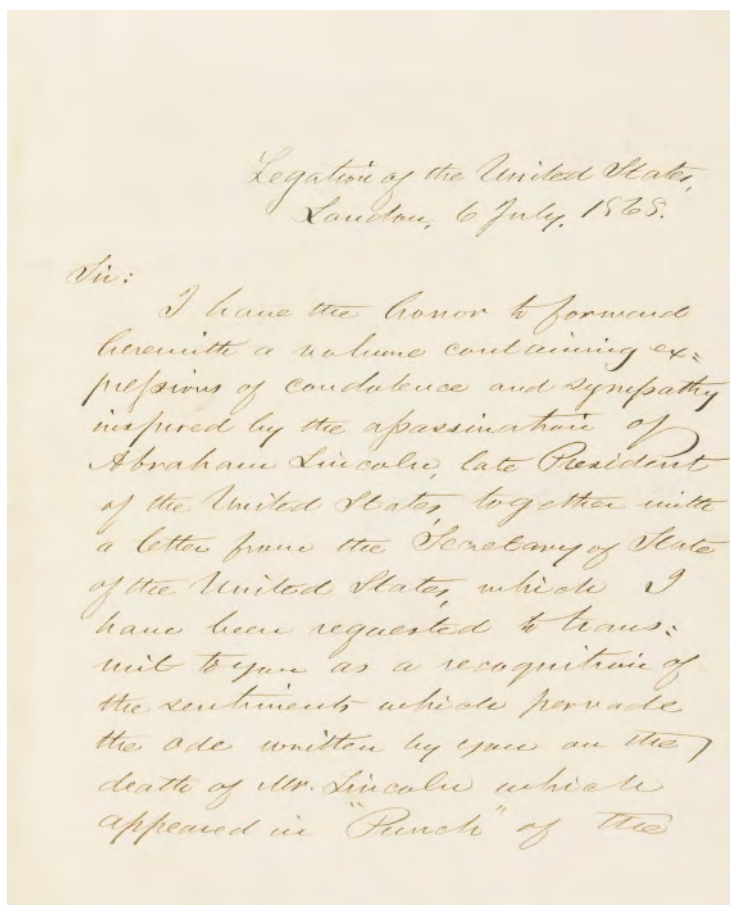 Legation of the United States,
London, 6 July, 1868.
Sir:
I have the honor to forward
herewith a volume containing ex=
pressions of condolence and sympathy
inspired by the assassination of
Abraham Lincoln, late President
of the United States, together with
a letter from the Secretary of State
of the United States, which I
have been requested to trans=
mit to you as a recognition of
the sentiments which pervade
the Ode written by you on the
death of Mr. Lincoln which
appeared in "Punch" of the